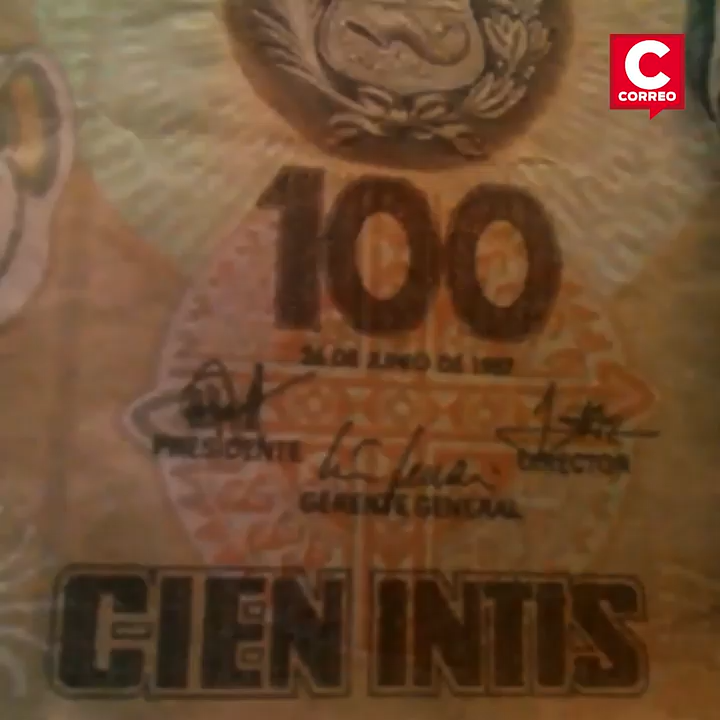 C
CORREO
100
26 DE JUNIO DE 1987
PRESIDENTE
DIRECTOR
GERENTE GENERAL
CIEN INTIS